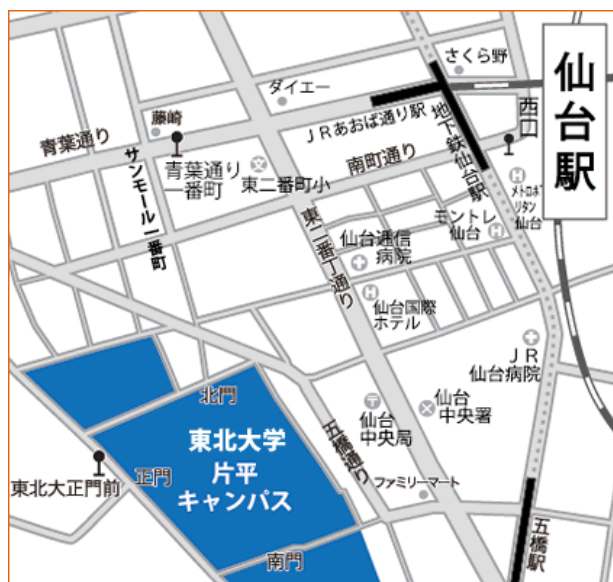 さくら野
仙台駅
ダイエー
藤崎
JRあおば通り駅
西口
地下鉄仙台駅
青葉通り
南町通り
青葉通り
一番町
東二番町小
サンモール一番町
メトロポ
リタン
仙台
モントレ
仙台
東二番丁通り
仙台逓信
病院
仙台国際
ホテル
JR
仙台病院
北門
仙台
中央局
仙台
中央署
五橋通り
東北大学
片平
キャンパス
正門
東北大正門前
ファミリーマート
南門
五橋駅